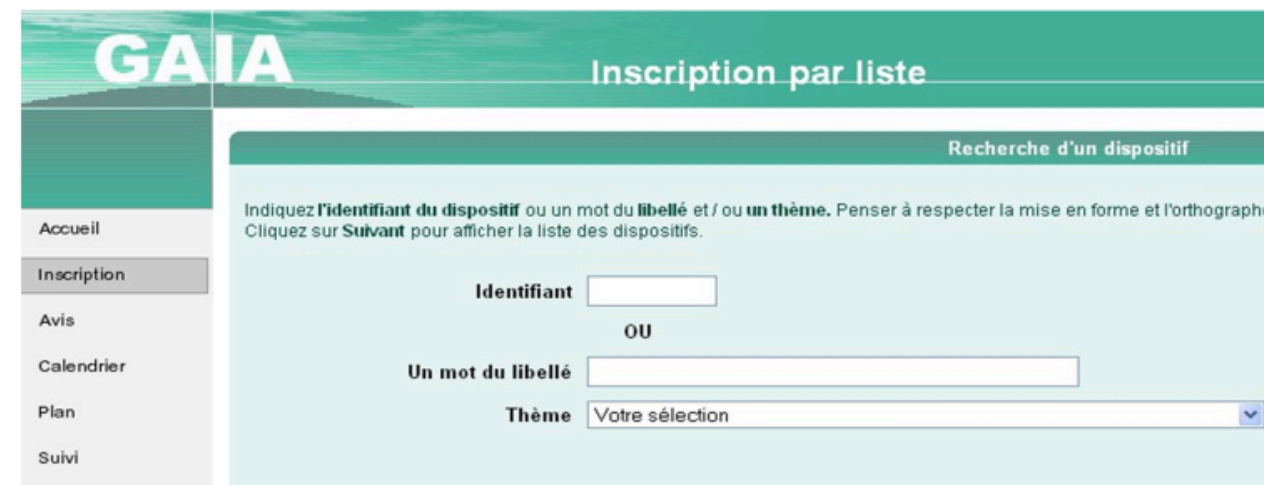 GAIA
Inscription par liste
Recherche d'un dispositif
Indiquez l'identifiant du dispositif ou un mot du libellé et / ou un thème. Penser à respecter la mise en forme et l'orthographe
Cliquez sur Suivant pour afficher la liste des dispositifs.
Accueil
Inscription
Avis
Calendrier
Plan
Suivi
Identifiant
OU
Un mot du libellé
Thème Votre sélection